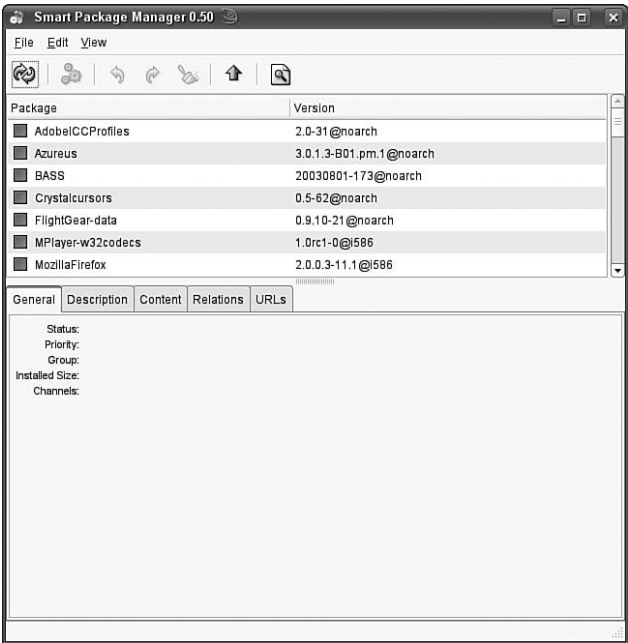 Smart Package Manager 0.50
File Edit View
Package Version
AdobeICCProfiles 2.0-31@noarch
Azureus 3.0.1.3-B01.pm.1@noarch
BASS 20030801-173@noarch
Crystalcursors 0.5-62@noarch
FlightGear-data 0.9.10-21@noarch
MPlayer-w32codecs 1.0rc1-0@i586
MozillaFirefox 2.0.0.3-11.1@i586
General Description Content Relations URLs
Status:
Priority:
Group:
Installed Size:
Channels: